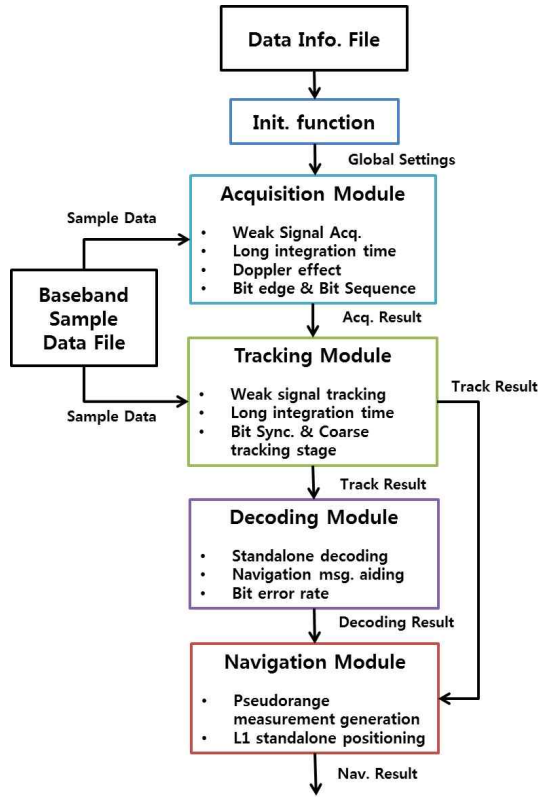 Data Info. File
Init. function
Global Settings
Acquisition Module
• Weak Signal Acq.
• Long integration time
• Doppler effect
• Bit edge & Bit Sequence
Sample Data
Baseband
Sample
Data File
Sample Data
Acq. Result
Tracking Module
• Weak signal tracking
• Long integration time
• Bit Sync. & Coarse
tracking stage
Track Result
Track Result
Decoding Module
• Standalone decoding
• Navigation msg. aiding
• Bit error rate
Decoding Result
Navigation Module
• Pseudorange
measurement generation
• L1 standalone positioning
Nav. Result